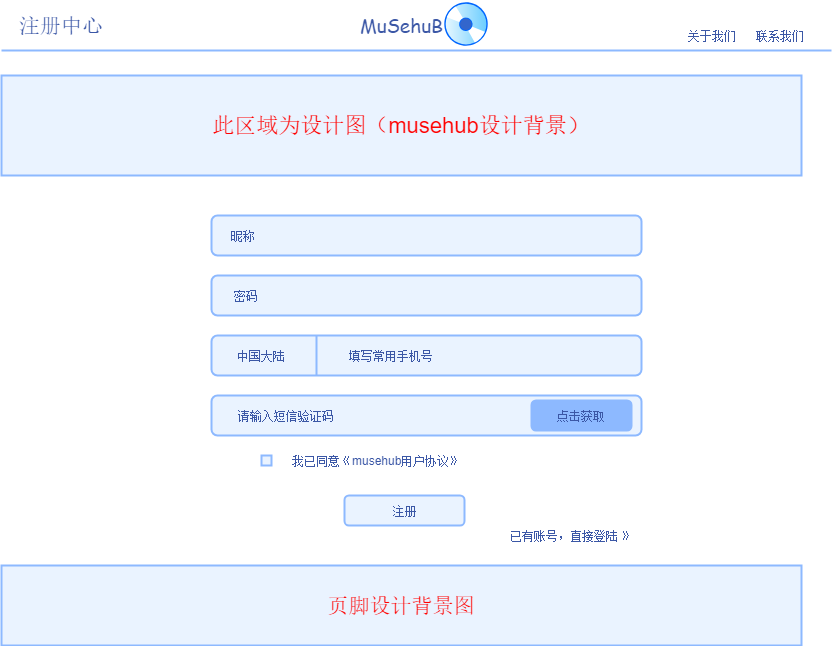 注册中心
MuSehuB
关于我们 联系我们
此区域为设计图（musehub设计背景）
昵称
密码
中国大陆 填写常用手机号
请输入短信验证码 点击获取
我已同意《musehub用户协议》
注册
已有账号，直接登陆 》
页脚设计背景图